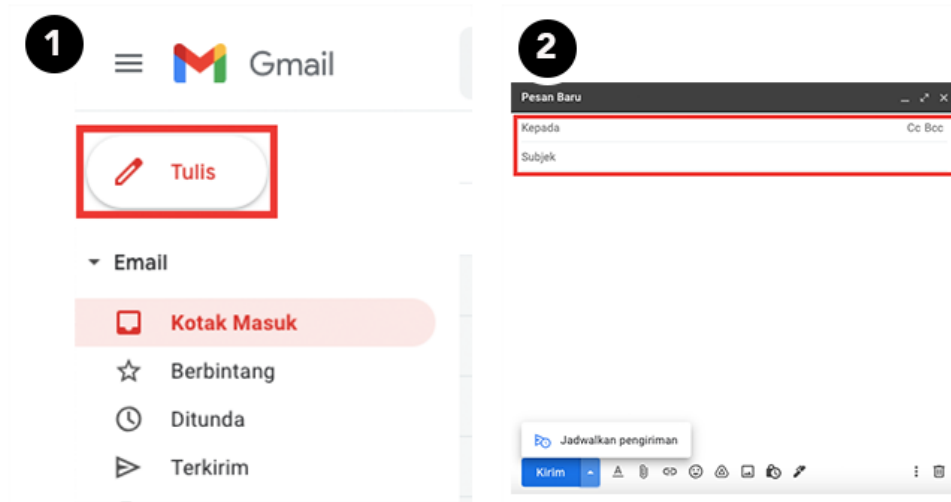 1
Gmail
Tulis
Email
Kotak Masuk
Berbintang
Ditunda
Terkirim
2
Pesan Baru
Kepada Cc Bcc
Subjek
Jadwalkan pengiriman
Kirim